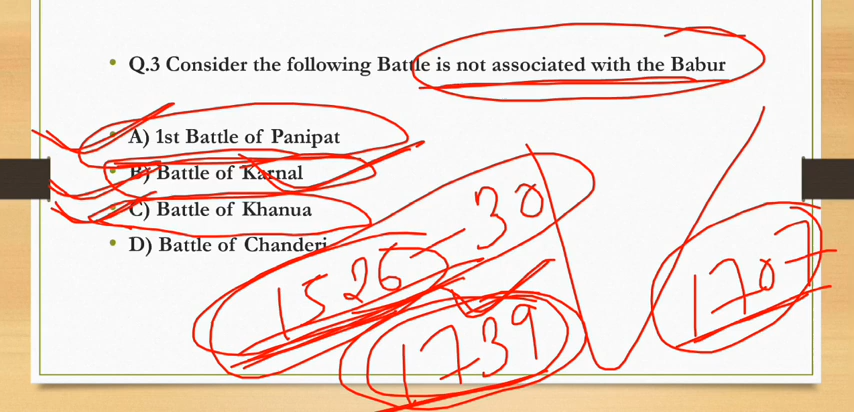 • Q.3 Consider the following Battle is not associated with the Babur
• A) 1st Battle of Panipat
• B) Battle of Karnal
• C) Battle of Khanua
• D) Battle of Chanderi
1526-30
1707
1739